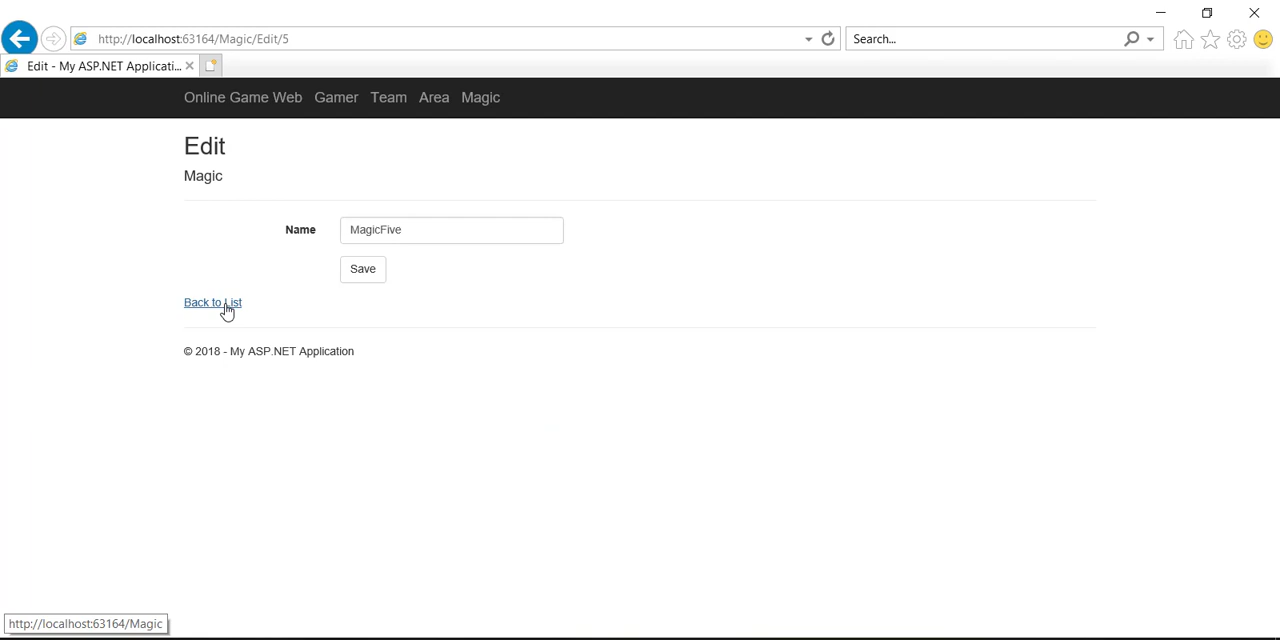 http://localhost:63164/Magic/Edit/5
Search...
Edit - My ASP.NET Applicati...
Online Game Web Gamer Team Area Magic
Edit
Magic
Name MagicFive
Save
Back to List
© 2018 - My ASP.NET Application
http://localhost:63164/Magic